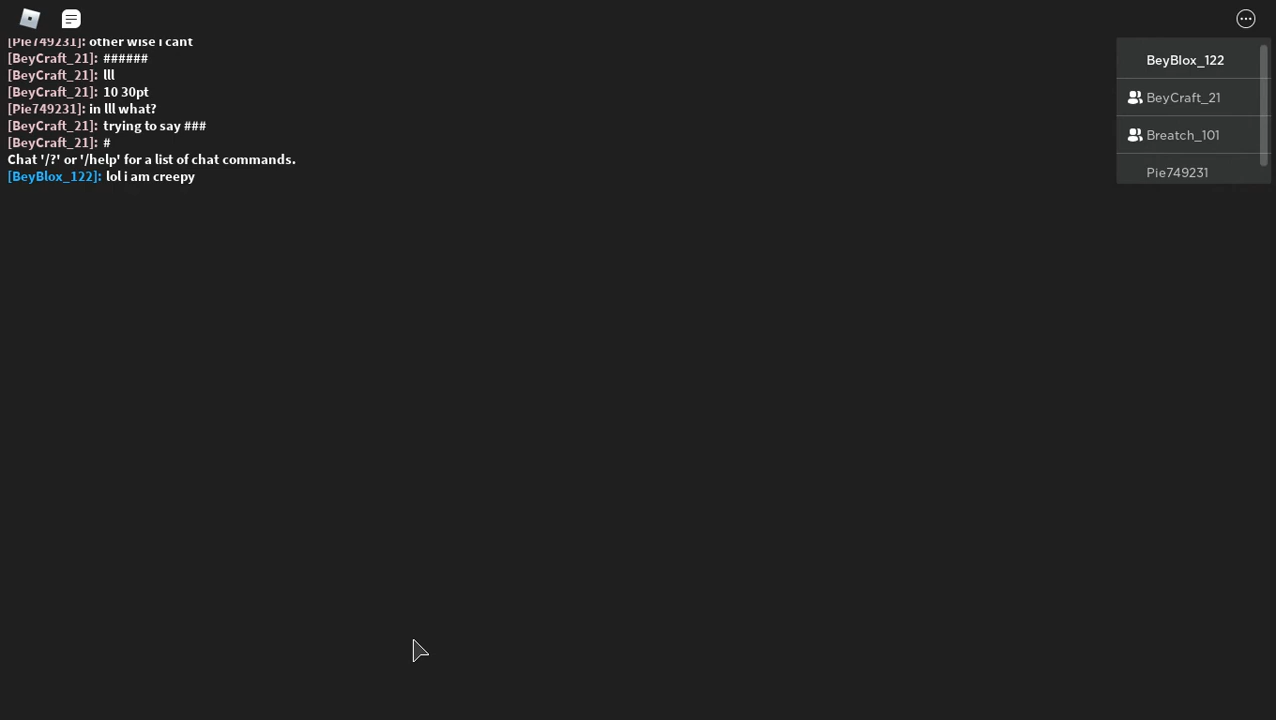 [Pie749231]: other wise i cant
[BeyCraft_21]: ######
[BeyCraft_21]: lll
[BeyCraft_21]: 10 30pt
[Pie749231]: in lll what?
[BeyCraft_21]: trying to say ###
[BeyCraft_21]: #
Chat '/?' or '/help' for a list of chat commands.
[BeyBlox_122]: lol i am creepy
BeyBlox_122
BeyCraft_21
Breatch_101
Pie749231